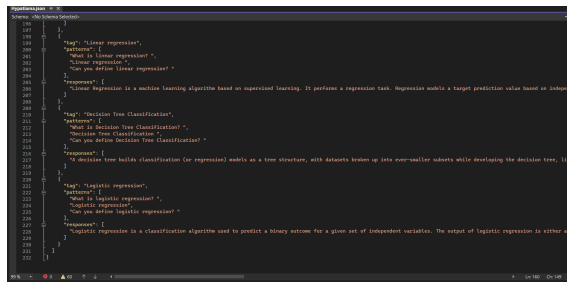 Pypationa.json
Schema: <No Schema Selected>
196
197 },
198 {
199 "tag": "Linear regression",
200 "patterns": [
201 "What is linear regression? ",
202 "Linear regression ",
203 "Can you define linear regression? "
204 ],
205 "responses": [
206 "Linear Regression is a machine learning algorithm based on supervised learning. It performs a regression task. Regression models a target prediction value based on indepe
207 ]
208 },
209 {
210 "tag": "Decision Tree Classification",
211 "patterns": [
212 "What is Decision Tree Classification? ",
213 "Decision Tree Classification ",
214 "Can you define Decision Tree Classification? "
215 ],
216 "responses": [
217 "A decision tree builds classification (or regression) models as a tree structure, with datasets broken up into ever-smaller subsets while developing the decision tree, li
218 ]
219 },
220 {
221 "tag": "Logistic regression",
222 "patterns": [
223 "What is logistic regression? ",
224 "Logistic regression",
225 "Can you define logistic regression? "
226 ],
227 "responses": [
228 "Logistic regression is a classification algorithm used to predict a binary outcome for a given set of independent variables. The output of logistic regression is either a
229 ]
230 }
231 ]
232 }
99 % 0 60 Ln: 160 Ch: 149